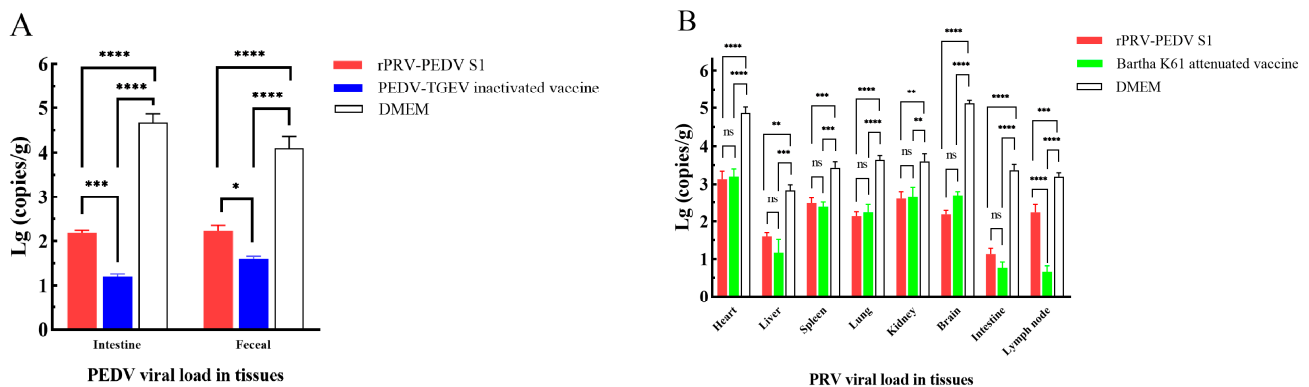 A
Lg (copies/g)
6
5
4
3
2
1
0
****
****
****
****
***
*
Intestine
Feceal
PEDV viral load in tissues
rPRV-PEDV S1
PEDV-TGEV inactivated vaccine
DMEM
B
Lg (copies/g)
6
5
4
3
2
1
0
****
****
ns
**
***
ns
***
***
ns
****
****
ns
**
**
ns
****
****
ns
****
****
ns
***
****
****
Heart
Liver
Spleen
Lung
Kidney
Brain
Intestine
Lymph node
PRV viral load in tissues
rPRV-PEDV S1
Bartha K61 attenuated vaccine
DMEM